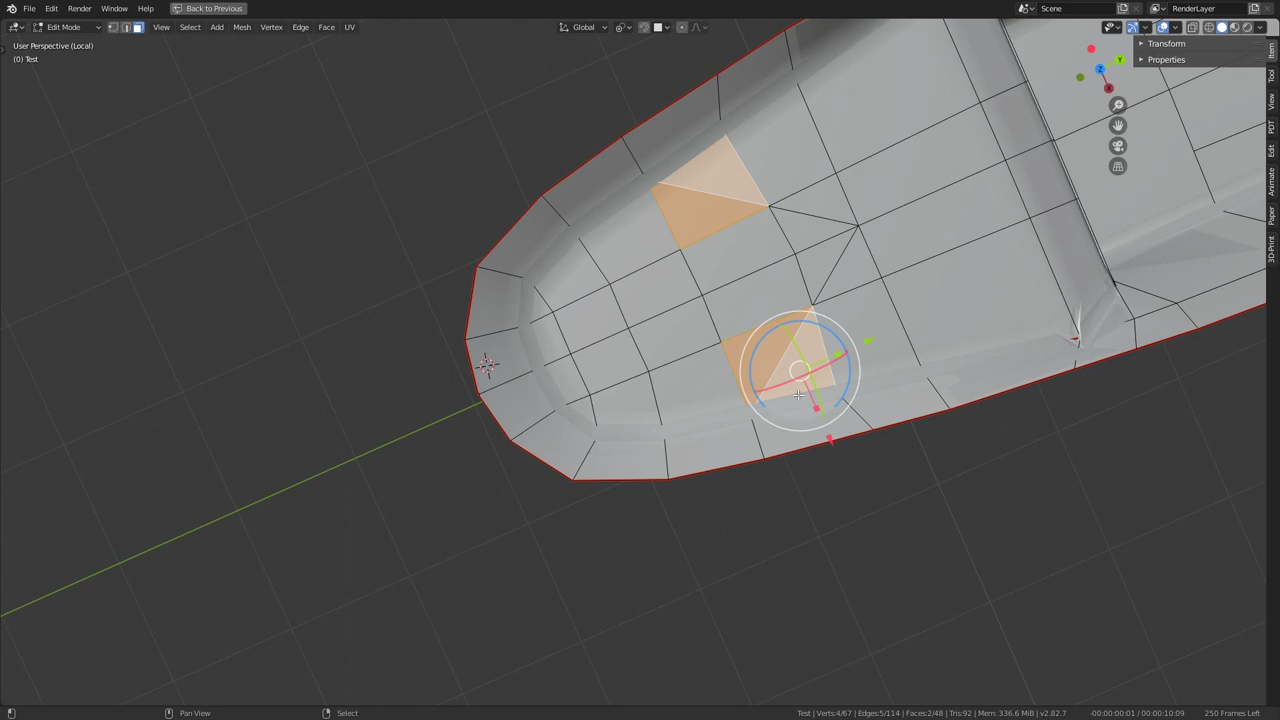 File Edit Render Window Help Back to Previous Scene RenderLayer
Edit Mode View Select Add Mesh Vertex Edge Face UV Global
User Perspective (Local)
(0) Test
Transform
Properties
Y
Z
X
Item
Tool
View
PDT
Edit
Animate
Paper
3D-Print
Pan View Select Test | Verts:4/67 | Edges:5/114 | Faces:2/48 | Tris:92 | Mem: 336.6 MiB | v2.82.7 -00:00:00:01 / 00:00:10:09 250 Frames Left